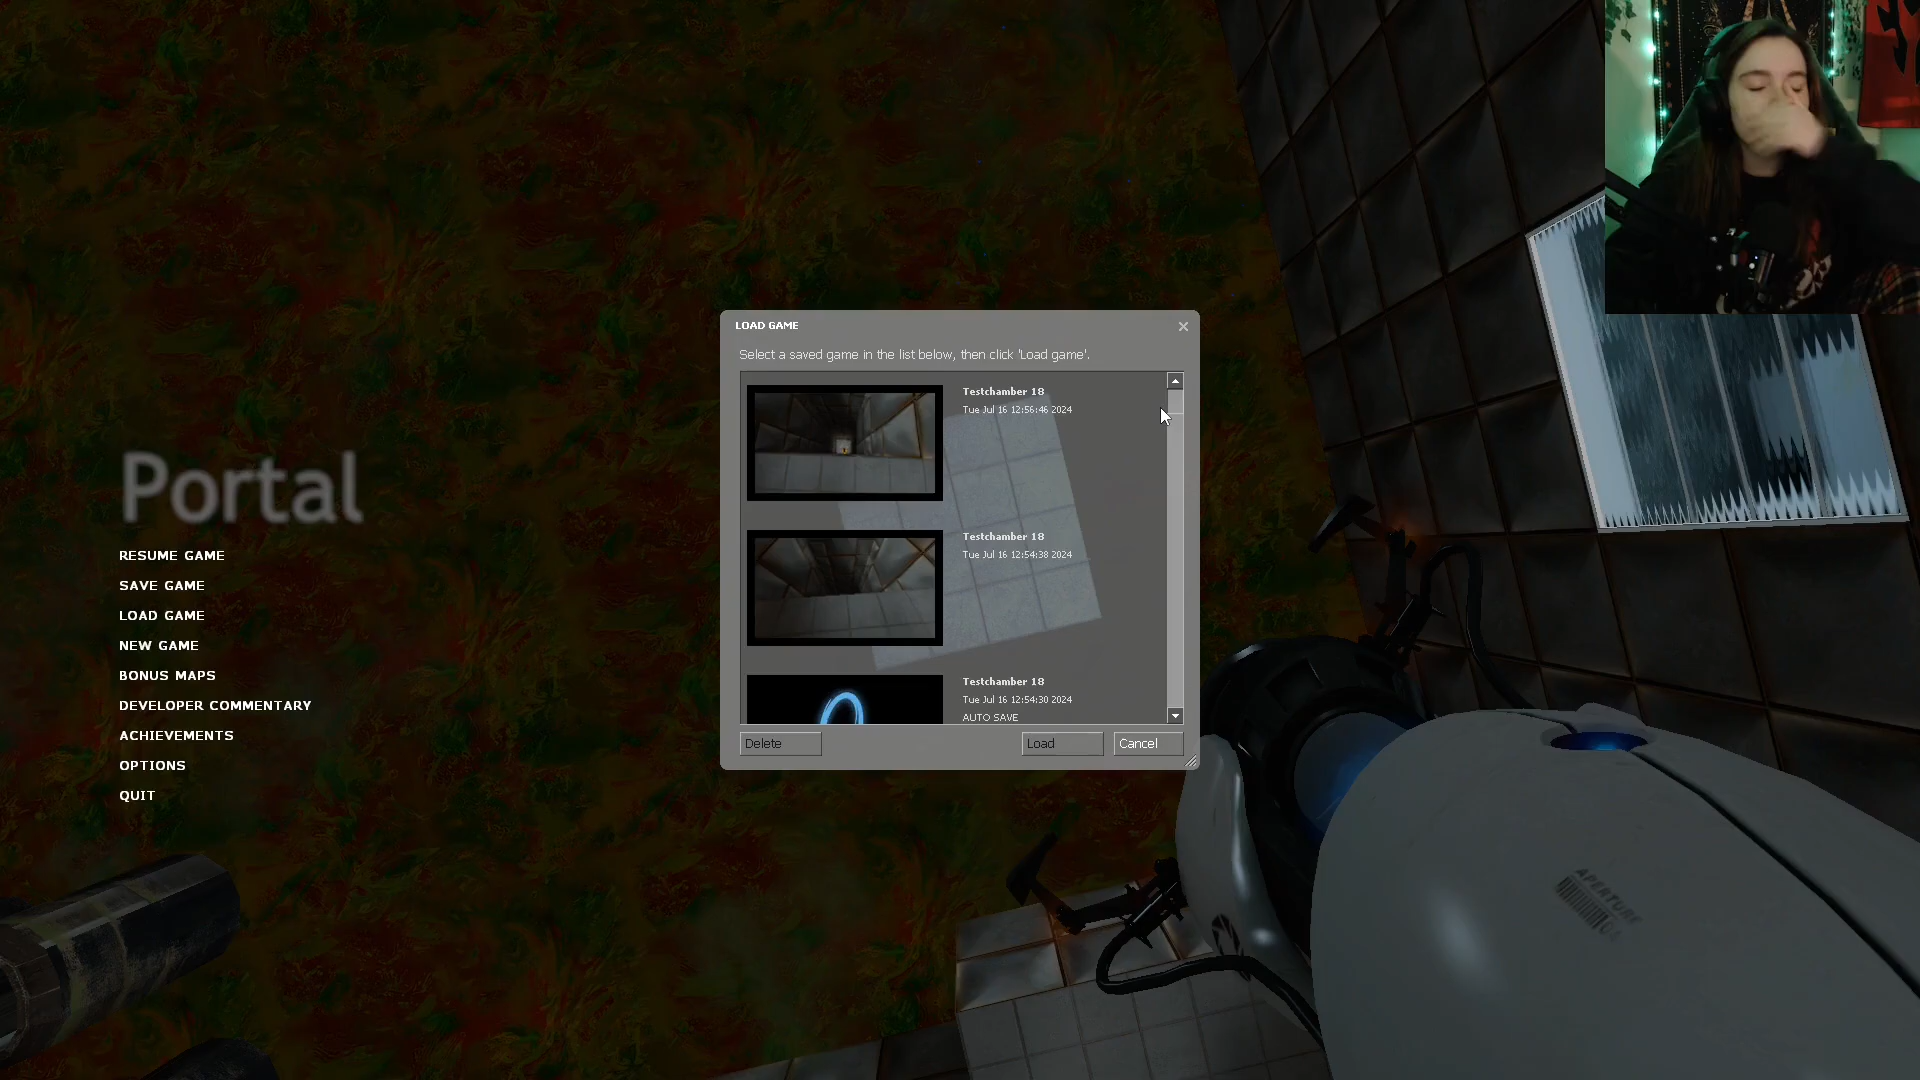 LOAD GAME
Select a saved game in the list below, then click 'Load game'.
Testchamber 18
Tue Jul 16 12:56:46 2024
Testchamber 18
Tue Jul 16 12:54:38 2024
Testchamber 18
Tue Jul 16 12:54:30 2024
AUTO SAVE
Delete
Load
Cancel
Portal
RESUME GAME
SAVE GAME
LOAD GAME
NEW GAME
BONUS MAPS
DEVELOPER COMMENTARY
ACHIEVEMENTS
OPTIONS
QUIT
APERTURE